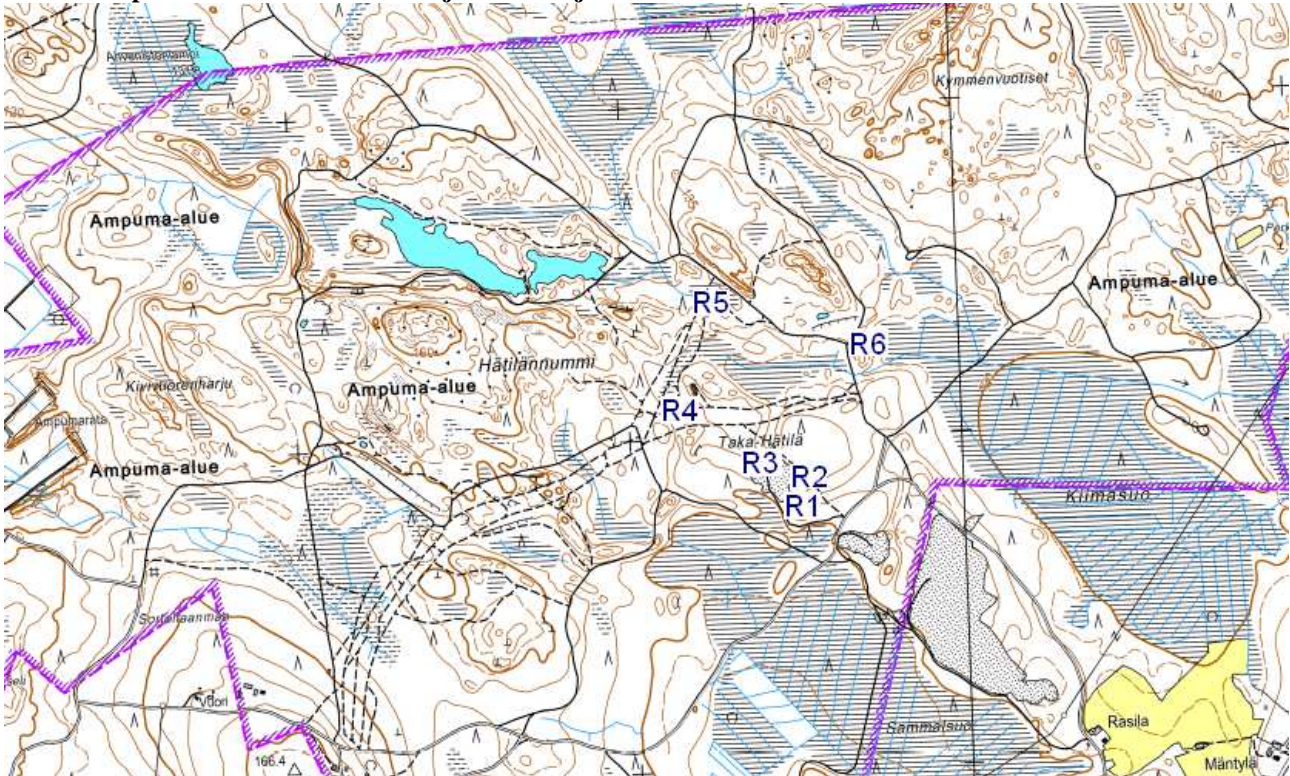 Kymmenvuotiset
Ampuma-alue
Ampuma-alue
R5
R6
Hätilännummi
Ampuma-alue
Ampumarata
R4
Taka-Hätilä
Ampuma-alue
R3
R2
R1
Kiimasuo
Vuori
Sammalsuo
Rasila
166.4
Mäntylä